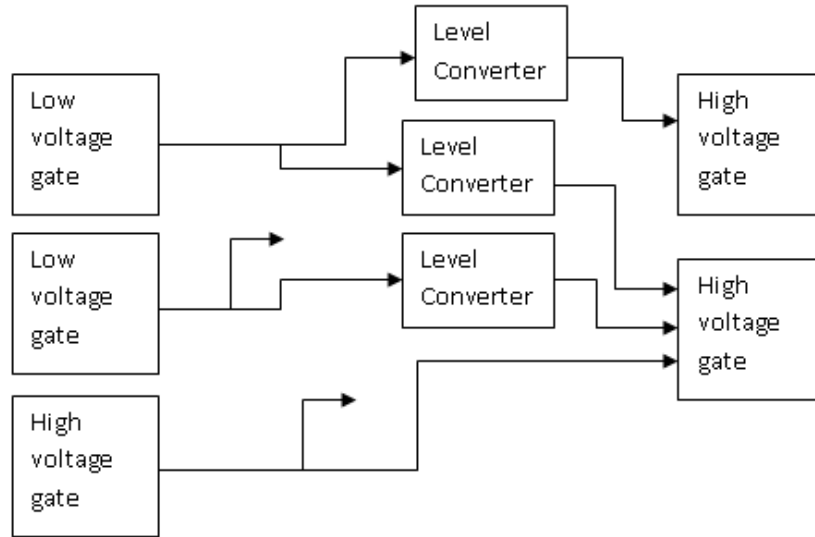 Level
Converter
Low
voltage
gate
High
voltage
gate
Level
Converter
Low
voltage
gate
Level
Converter
High
voltage
gate
High
voltage
gate